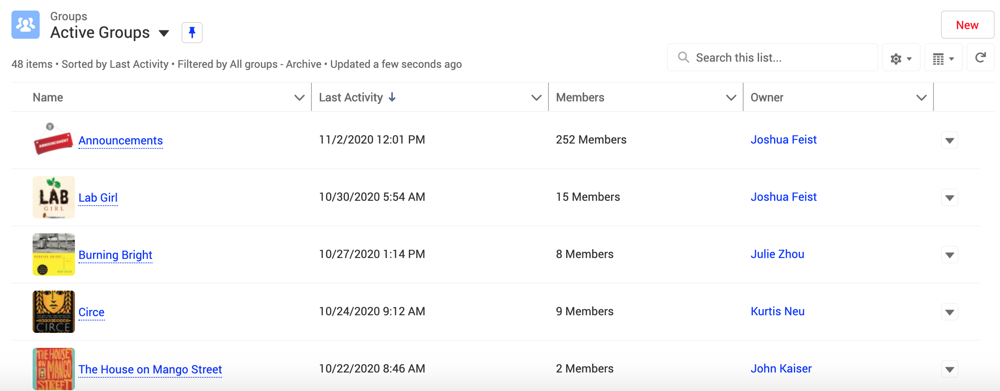 Groups
Active Groups
New
48 items • Sorted by Last Activity • Filtered by All groups - Archive • Updated a few seconds ago
Search this list...
Name Last Activity Members Owner
ANNOUNCEMENT
Announcements 11/2/2020 12:01 PM 252 Members Joshua Feist
LAB
GIRL
Lab Girl 10/30/2020 5:54 AM 15 Members Joshua Feist
BURNING BRIGHT
RON RASH
Burning Bright 10/27/2020 1:14 PM 8 Members Julie Zhou
CIRCE
Circe 10/24/2020 9:12 AM 9 Members Kurtis Neu
THE HOUSE
ON
MANGO
STREET
The House on Mango Street 10/22/2020 8:46 AM 2 Members John Kaiser